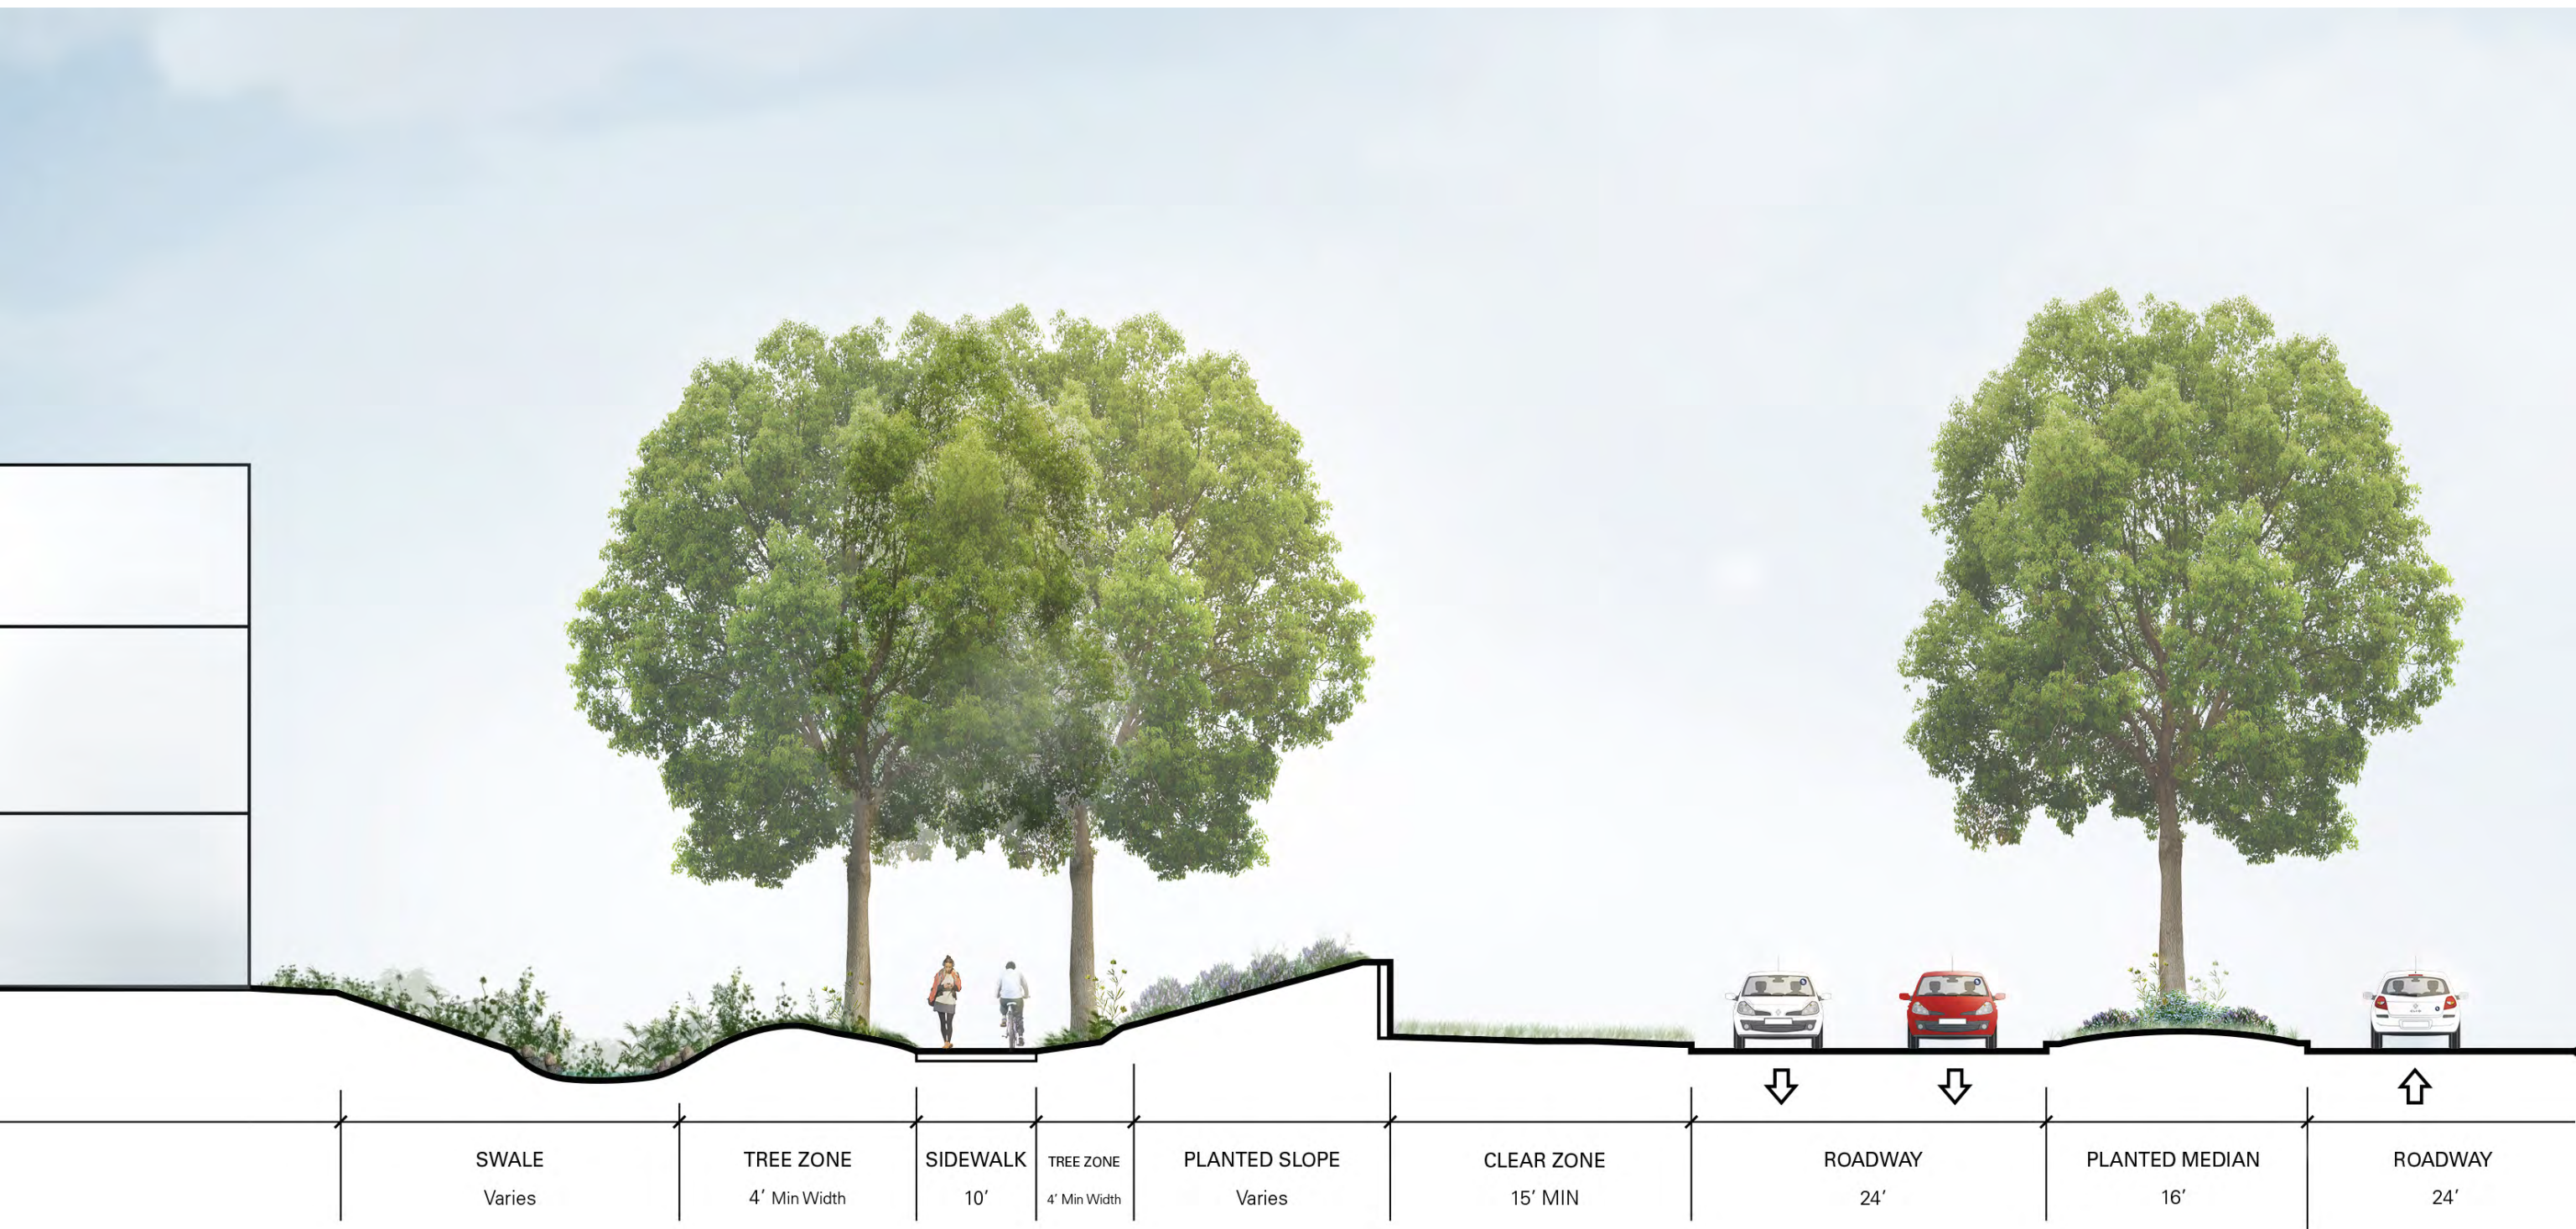 SWALE
Varies
TREE ZONE
4’ Min Width
SIDEWALK
10’
TREE ZONE
4’ Min Width
PLANTED SLOPE
Varies
CLEAR ZONE
15’ MIN
ROADWAY
24’
PLANTED MEDIAN
16’
ROADWAY
24’